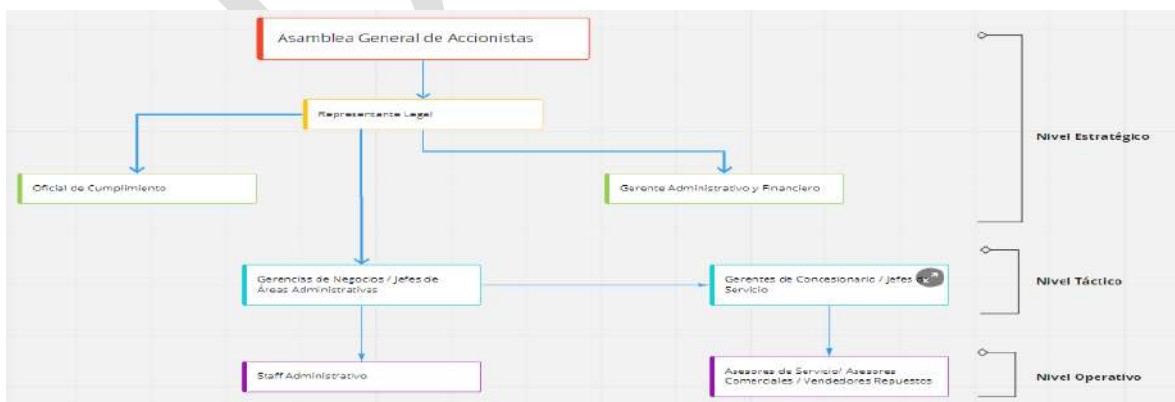 Asamblea General de Accionistas
Representante Legal
Nivel Estratégico
Oficial de Cumplimiento
Gerente Administrativo y Financiero
Gerencias de Negocios / Jefes de
Áreas Administrativas
Gerentes de Concesionario / Jefes
Servicio
Nivel Táctico
Staff Administrativo
Asesores de Servicio/ Asesores
Comerciales / Vendedores Repuestos
Nivel Operativo